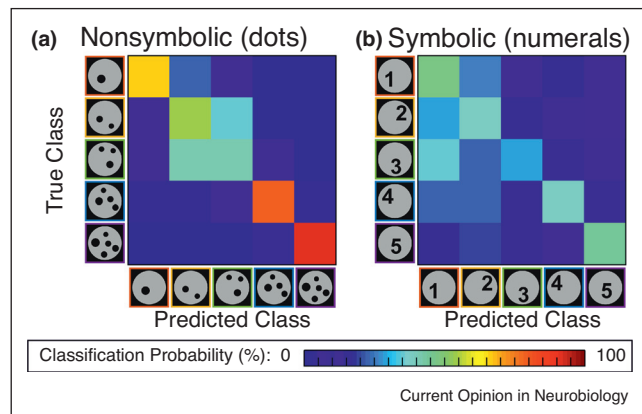 (a) Nonsymbolic (dots)
(b) Symbolic (numerals)
True Class
1
2
3
4
5
1 2 3 4 5
Predicted Class
Predicted Class
Classification Probability (%): 0 100
Current Opinion in Neurobiology